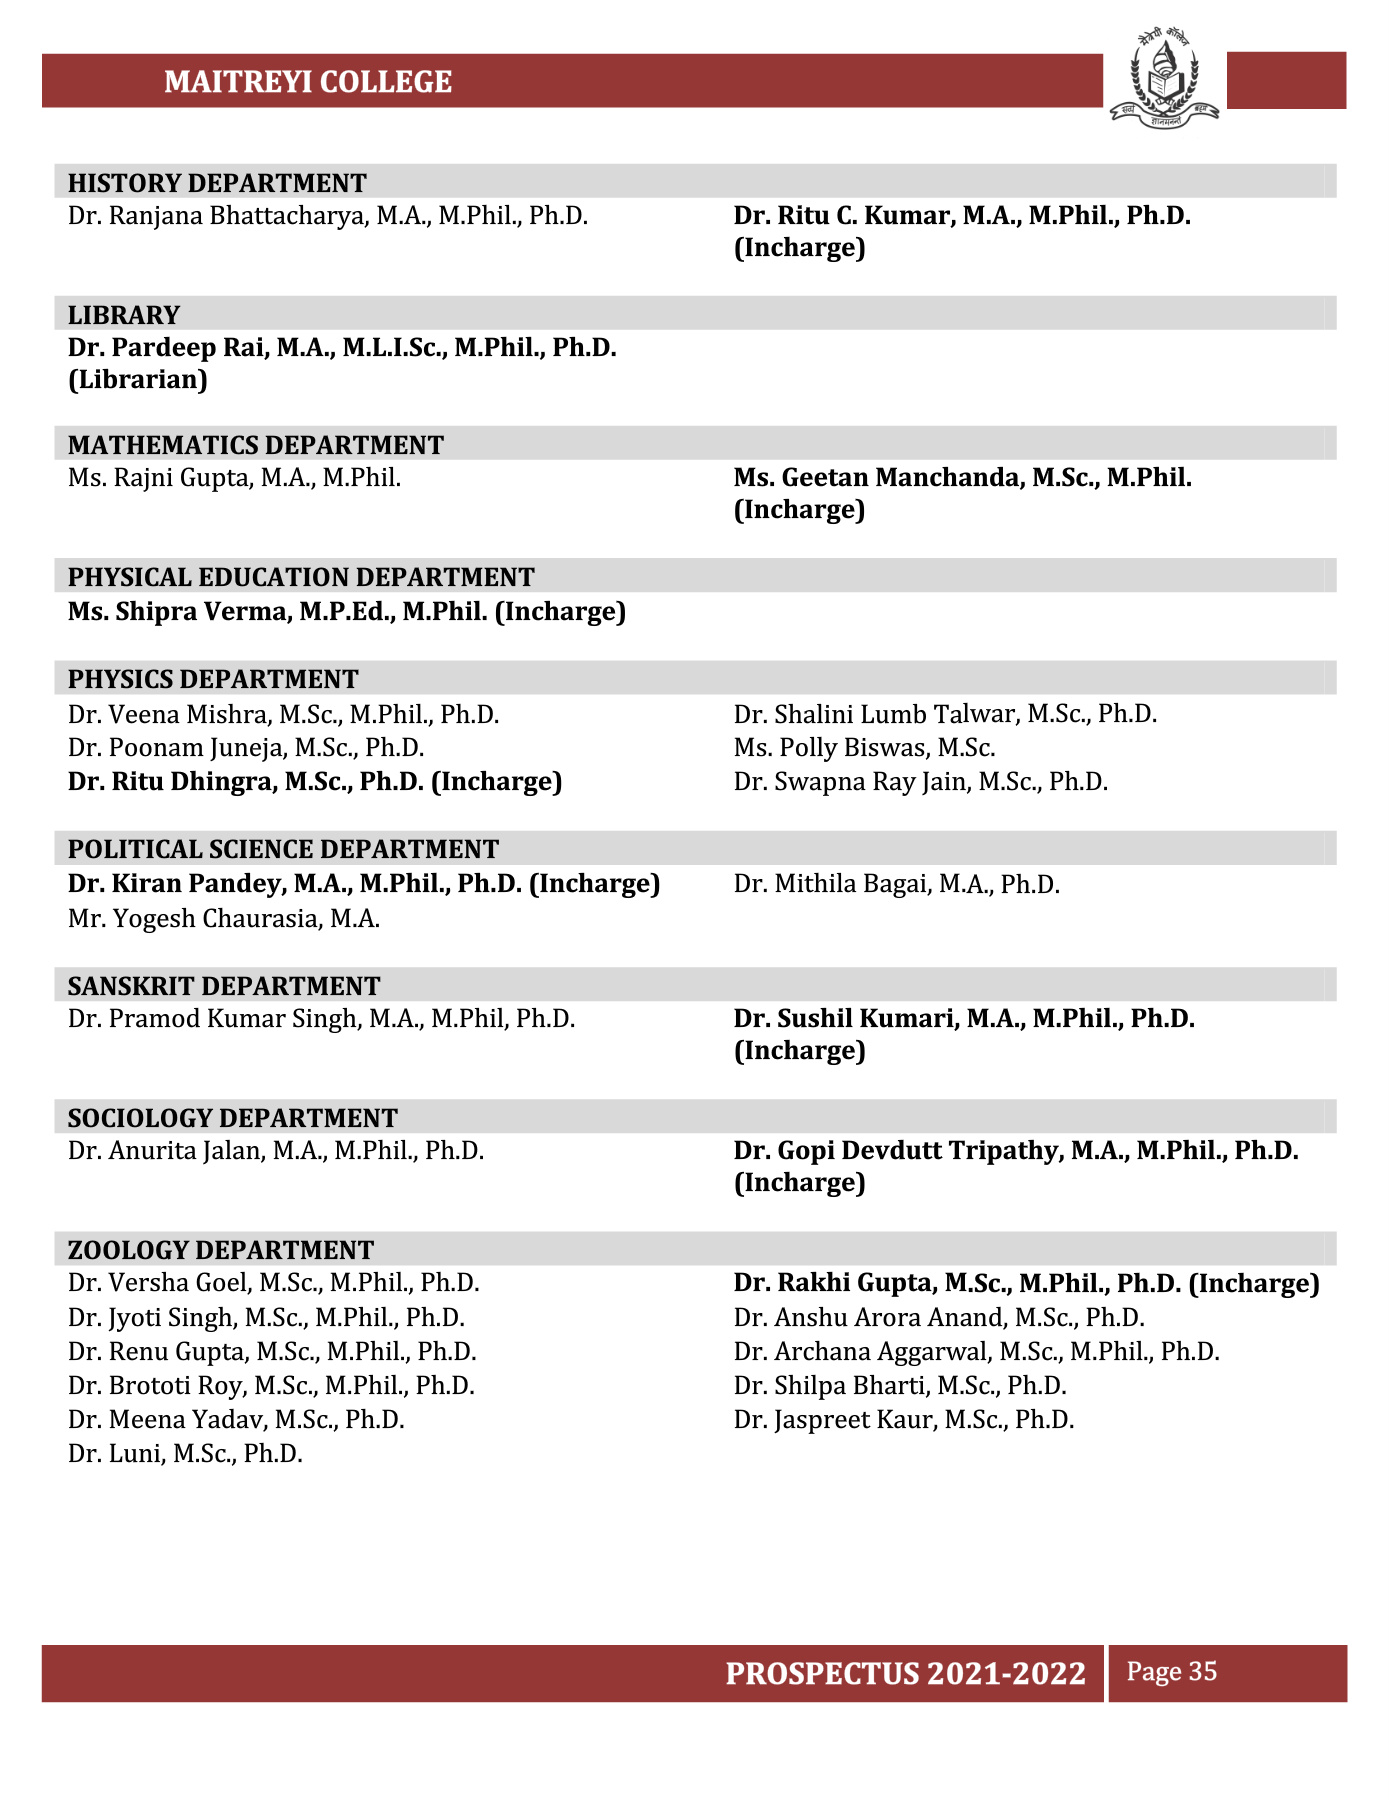 MAITREYI COLLEGE
मैत्रेयी कॉलेज
HISTORY DEPARTMENT
Dr. Ranjana Bhattacharya, M.A., M.Phil., Ph.D.
Dr. Ritu C. Kumar, M.A., M.Phil., Ph.D.
(Incharge)
LIBRARY
Dr. Pardeep Rai, M.A., M.L.I.Sc., M.Phil., Ph.D.
(Librarian)
MATHEMATICS DEPARTMENT
Ms. Rajni Gupta, M.A., M.Phil.
Ms. Geetan Manchanda, M.Sc., M.Phil.
(Incharge)
PHYSICAL EDUCATION DEPARTMENT
Ms. Shipra Verma, M.P.Ed., M.Phil. (Incharge)
PHYSICS DEPARTMENT
Dr. Veena Mishra, M.Sc., M.Phil., Ph.D.
Dr. Shalini Lumb Talwar, M.Sc., Ph.D.
Dr. Poonam Juneja, M.Sc., Ph.D.
Ms. Polly Biswas, M.Sc.
Dr. Ritu Dhingra, M.Sc., Ph.D. (Incharge)
Dr. Swapna Ray Jain, M.Sc., Ph.D.
POLITICAL SCIENCE DEPARTMENT
Dr. Kiran Pandey, M.A., M.Phil., Ph.D. (Incharge)
Dr. Mithila Bagai, M.A., Ph.D.
Mr. Yogesh Chaurasia, M.A.
SANSKRIT DEPARTMENT
Dr. Pramod Kumar Singh, M.A., M.Phil, Ph.D.
Dr. Sushil Kumari, M.A., M.Phil., Ph.D.
(Incharge)
SOCIOLOGY DEPARTMENT
Dr. Anurita Jalan, M.A., M.Phil., Ph.D.
Dr. Gopi Devdutt Tripathy, M.A., M.Phil., Ph.D.
(Incharge)
ZOOLOGY DEPARTMENT
Dr. Versha Goel, M.Sc., M.Phil., Ph.D.
Dr. Rakhi Gupta, M.Sc., M.Phil., Ph.D. (Incharge)
Dr. Jyoti Singh, M.Sc., M.Phil., Ph.D.
Dr. Anshu Arora Anand, M.Sc., Ph.D.
Dr. Renu Gupta, M.Sc., M.Phil., Ph.D.
Dr. Archana Aggarwal, M.Sc., M.Phil., Ph.D.
Dr. Brototi Roy, M.Sc., M.Phil., Ph.D.
Dr. Shilpa Bharti, M.Sc., Ph.D.
Dr. Meena Yadav, M.Sc., Ph.D.
Dr. Jaspreet Kaur, M.Sc., Ph.D.
Dr. Luni, M.Sc., Ph.D.
PROSPECTUS 2021-2022
Page 35